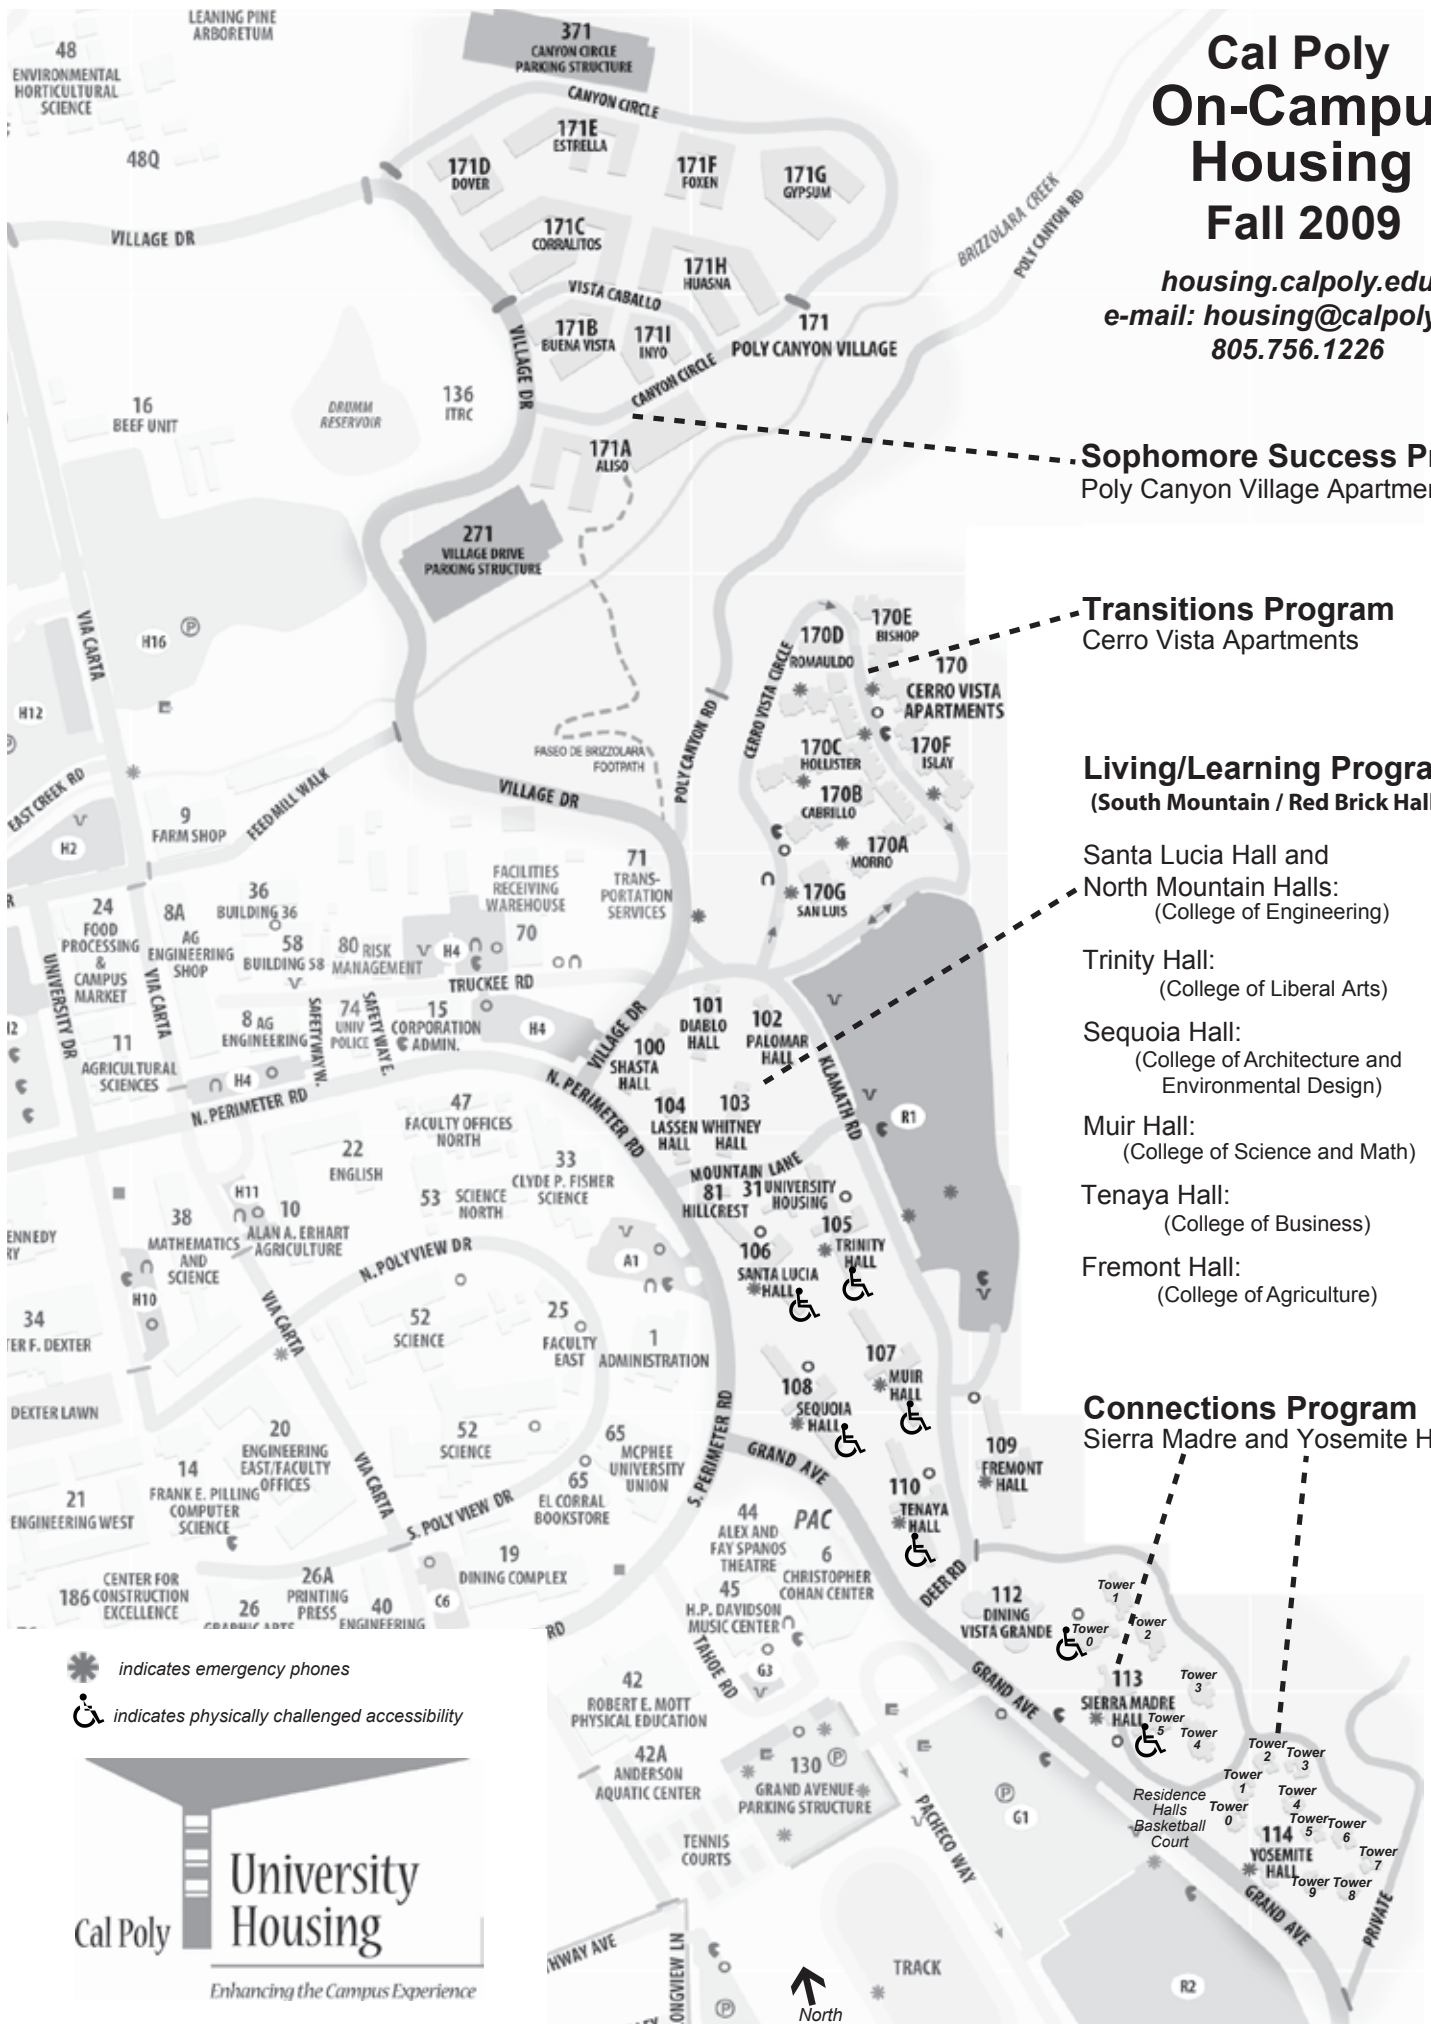 Cal Poly
On-Campu
Housing
Fall 2009
housing.calpoly.edu
e-mail: housing@calpoly
805.756.1226
Sophomore Success Pr
Poly Canyon Village Apartmen
Transitions Program
Cerro Vista Apartments
Living/Learning Progra
(South Mountain / Red Brick Hall
Santa Lucia Hall and
North Mountain Halls:
(College of Engineering)
Trinity Hall:
(College of Liberal Arts)
Sequoia Hall:
(College of Architecture and
Environmental Design)
Muir Hall:
(College of Science and Math)
Tenaya Hall:
(College of Business)
Fremont Hall:
(College of Agriculture)
Connections Program
Sierra Madre and Yosemite H
LEANING PINE
ARBORETUM
48
ENVIRONMENTAL
HORTICULTURAL
SCIENCE
48Q
371
CANYON CIRCLE
PARKING STRUCTURE
CANYON CIRCLE
171E
ESTRELLA
171D
DOVER
171F
FOXEN
171G
GYPSUM
171C
CORRALITOS
171H
HUASNA
VISTA CABALLO
171B
BUENA VISTA
171I
INYO
CANYON CIRCLE
171
POLY CANYON VILLAGE
BRIZZOLARA CREEK
POLY CANYON RD
VILLAGE DR
VILLAGE DR
16
BEEF UNIT
DRUMM
RESERVOIR
136
ITRC
171A
ALISO
271
VILLAGE DRIVE
PARKING STRUCTURE
VIA CARTA
H16
P
H12
P
EAST CREEK RD
H2
9
FARM SHOP
FEED MILL WALK
PASEO DE BRIZZOLARA
FOOTPATH
VILLAGE DR
POLY CANYON RD
CERRO VISTA CIRCLE
170E
BISHOP
170D
ROMAULDO
170
CERRO VISTA
APARTMENTS
170C
HOLLISTER
170F
ISLAY
170B
CABRILLO
170A
MORRO
170G
SAN LUIS
71
TRANS-
PORTATION
SERVICES
FACILITIES
RECEIVING
WAREHOUSE
70
36
BUILDING 36
58
BUILDING 58
80 RISK
MANAGEMENT
H4
TRUCKEE RD
24
FOOD
PROCESSING
&
CAMPUS
MARKET
8A
AG
ENGINEERING
SHOP
R
UNIVERSITY DR
VIA CARTA
12
8 AG
ENGINEERING
SAFETY WAY W.
74
UNIV
POLICE
SAFETY WAY E.
15
CORPORATION
ADMIN.
H4
VILLAGE DR
11
AGRICULTURAL
SCIENCES
H4
N. PERIMETER RD
N. PERIMETER RD
100
SHASTA
HALL
101
DIABLO
HALL
102
PALOMAR
HALL
KLAMATH RD
104
LASSEN
HALL
103
WHITNEY
HALL
R1
MOUNTAIN LANE
81
HILLCREST
31 UNIVERSITY
HOUSING
105
TRINITY
HALL
106
SANTA LUCIA
HALL
47
FACULTY OFFICES
NORTH
22
ENGLISH
33
CLYDE P. FISHER
SCIENCE
53 SCIENCE
NORTH
H11
10
ALAN A. ERHART
AGRICULTURE
38
MATHEMATICS
AND
SCIENCE
ENNEDY
RY
H10
N. POLYVIEW DR
A1
34
TER F. DEXTER
VIA CARTA
52
SCIENCE
25
FACULTY
EAST
1
ADMINISTRATION
107
MUIR
HALL
108
SEQUOIA
HALL
DEXTER LAWN
20
ENGINEERING
EAST/FACULTY
OFFICES
52
SCIENCE
65
MCPHEE
UNIVERSITY
UNION
65
EL CORRAL
BOOKSTORE
S. PERIMETER RD
GRAND AVE
109
FREMONT
HALL
110
TENAYA
HALL
14
FRANK E. PILLING
COMPUTER
SCIENCE
21
ENGINEERING WEST
VIA CARTA
S. POLY VIEW DR
44
ALEX AND
FAY SPANOS
THEATRE
PAC
6
CHRISTOPHER
COHAN CENTER
19
DINING COMPLEX
45
H.P. DAVIDSON
MUSIC CENTER
DEER RD
CENTER FOR
186 CONSTRUCTION
EXCELLENCE
26A
PRINTING
PRESS
26
GRAPHIC ARTS
40
ENGINEERING
C6
RD
112
DINING
VISTA GRANDE
Tower
1
Tower
0
Tower
2
113
SIERRA MADRE
HALL
Tower
3
Tower
5
Tower
4
TAHOE RD
G3
42
ROBERT E. MOTT
PHYSICAL EDUCATION
42A
ANDERSON
AQUATIC CENTER
130
P
GRAND AVENUE
PARKING STRUCTURE
TENNIS
COURTS
GRAND AVE
P
G1
PACHECO WAY
Residence
Halls
Basketball
Court
Tower
2
Tower
3
Tower
1
Tower
4
Tower
0
Tower
5
Tower
6
114
YOSEMITE
HALL
Tower
7
Tower
9
Tower
8
GRAND AVE
PRIVATE
HWAY AVE
ONGVIEW LN
P
TRACK
R2
North
indicates emergency phones
indicates physically challenged accessibility
Cal Poly
University
Housing
Enhancing the Campus Experience